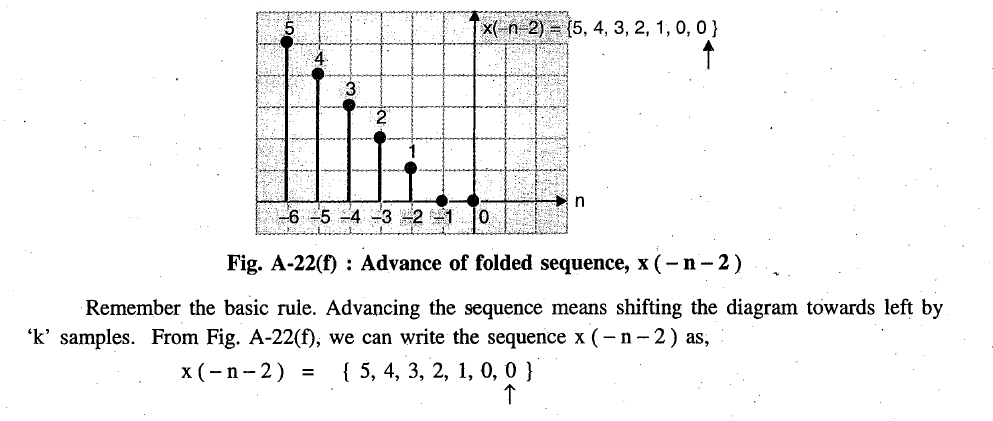 5
x(-n-2) = {5, 4, 3, 2, 1, 0, 0 }
↑
4
3
2
1
n
-6 -5 -4 -3 -2 -1 0
Fig. A-22(f) : Advance of folded sequence, x ( – n – 2 )
Remember the basic rule. Advancing the sequence means shifting the diagram towards left by
‘k’ samples. From Fig. A-22(f), we can write the sequence x ( – n – 2 ) as,
x ( – n – 2 ) = { 5, 4, 3, 2, 1, 0, 0 }
↑